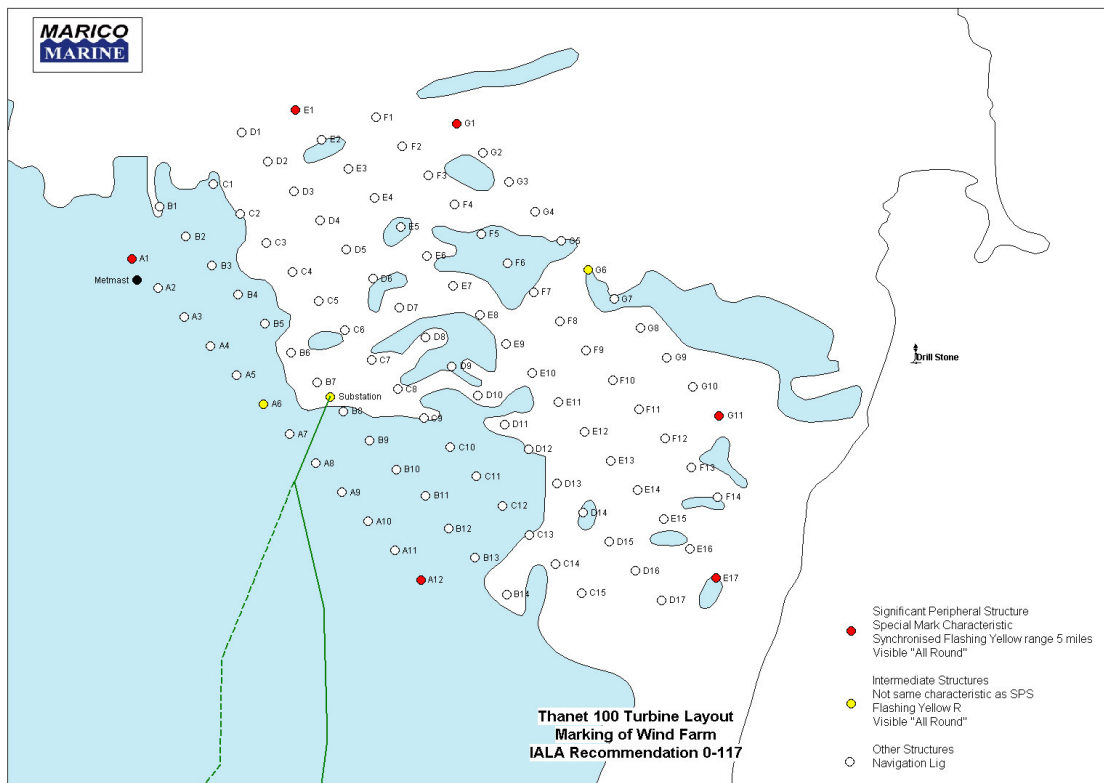 MARICO
MARINE
E1
F1
G1
D1
E2
F2
G2
D2
E3
F3
G3
C1
D3
E4
F4
G4
B1
C2
D4
E5
F5
G5
B2
C3
D5
E6
F6
G6
A1
B3
C4
D6
E7
F7
G7
Metmast
A2
B4
C5
D7
E8
F8
G8
A3
B5
C6
D8
E9
F9
G9
A4
B6
C7
D9
E10
F10
G10
Drill Stone
A5
B7
C8
D10
E11
F11
G11
Substation
A6
B8
C9
D11
E12
F12
A7
B9
C10
D12
E13
F13
A8
B10
C11
D13
E14
F14
A9
B11
C12
D14
E15
A10
B12
C13
D15
E16
A11
B13
C14
D16
E17
A12
B14
C15
D17
Significant Peripheral Structure
Special Mark Characteristic
Synchronised Flashing Yellow range 5 miles
Visible "All Round"
Intermediate Structures
Not same characteristic as SPS
Flashing Yellow R
Visible "All Round"
Other Structures
Navigation Lig
Thanet 100 Turbine Layout
Marking of Wind Farm
IALA Recommendation 0-117